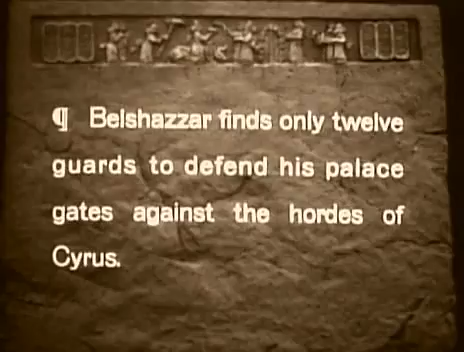 ¶ Belshazzar finds only twelve
guards to defend his palace
gates against the hordes of
Cyrus.